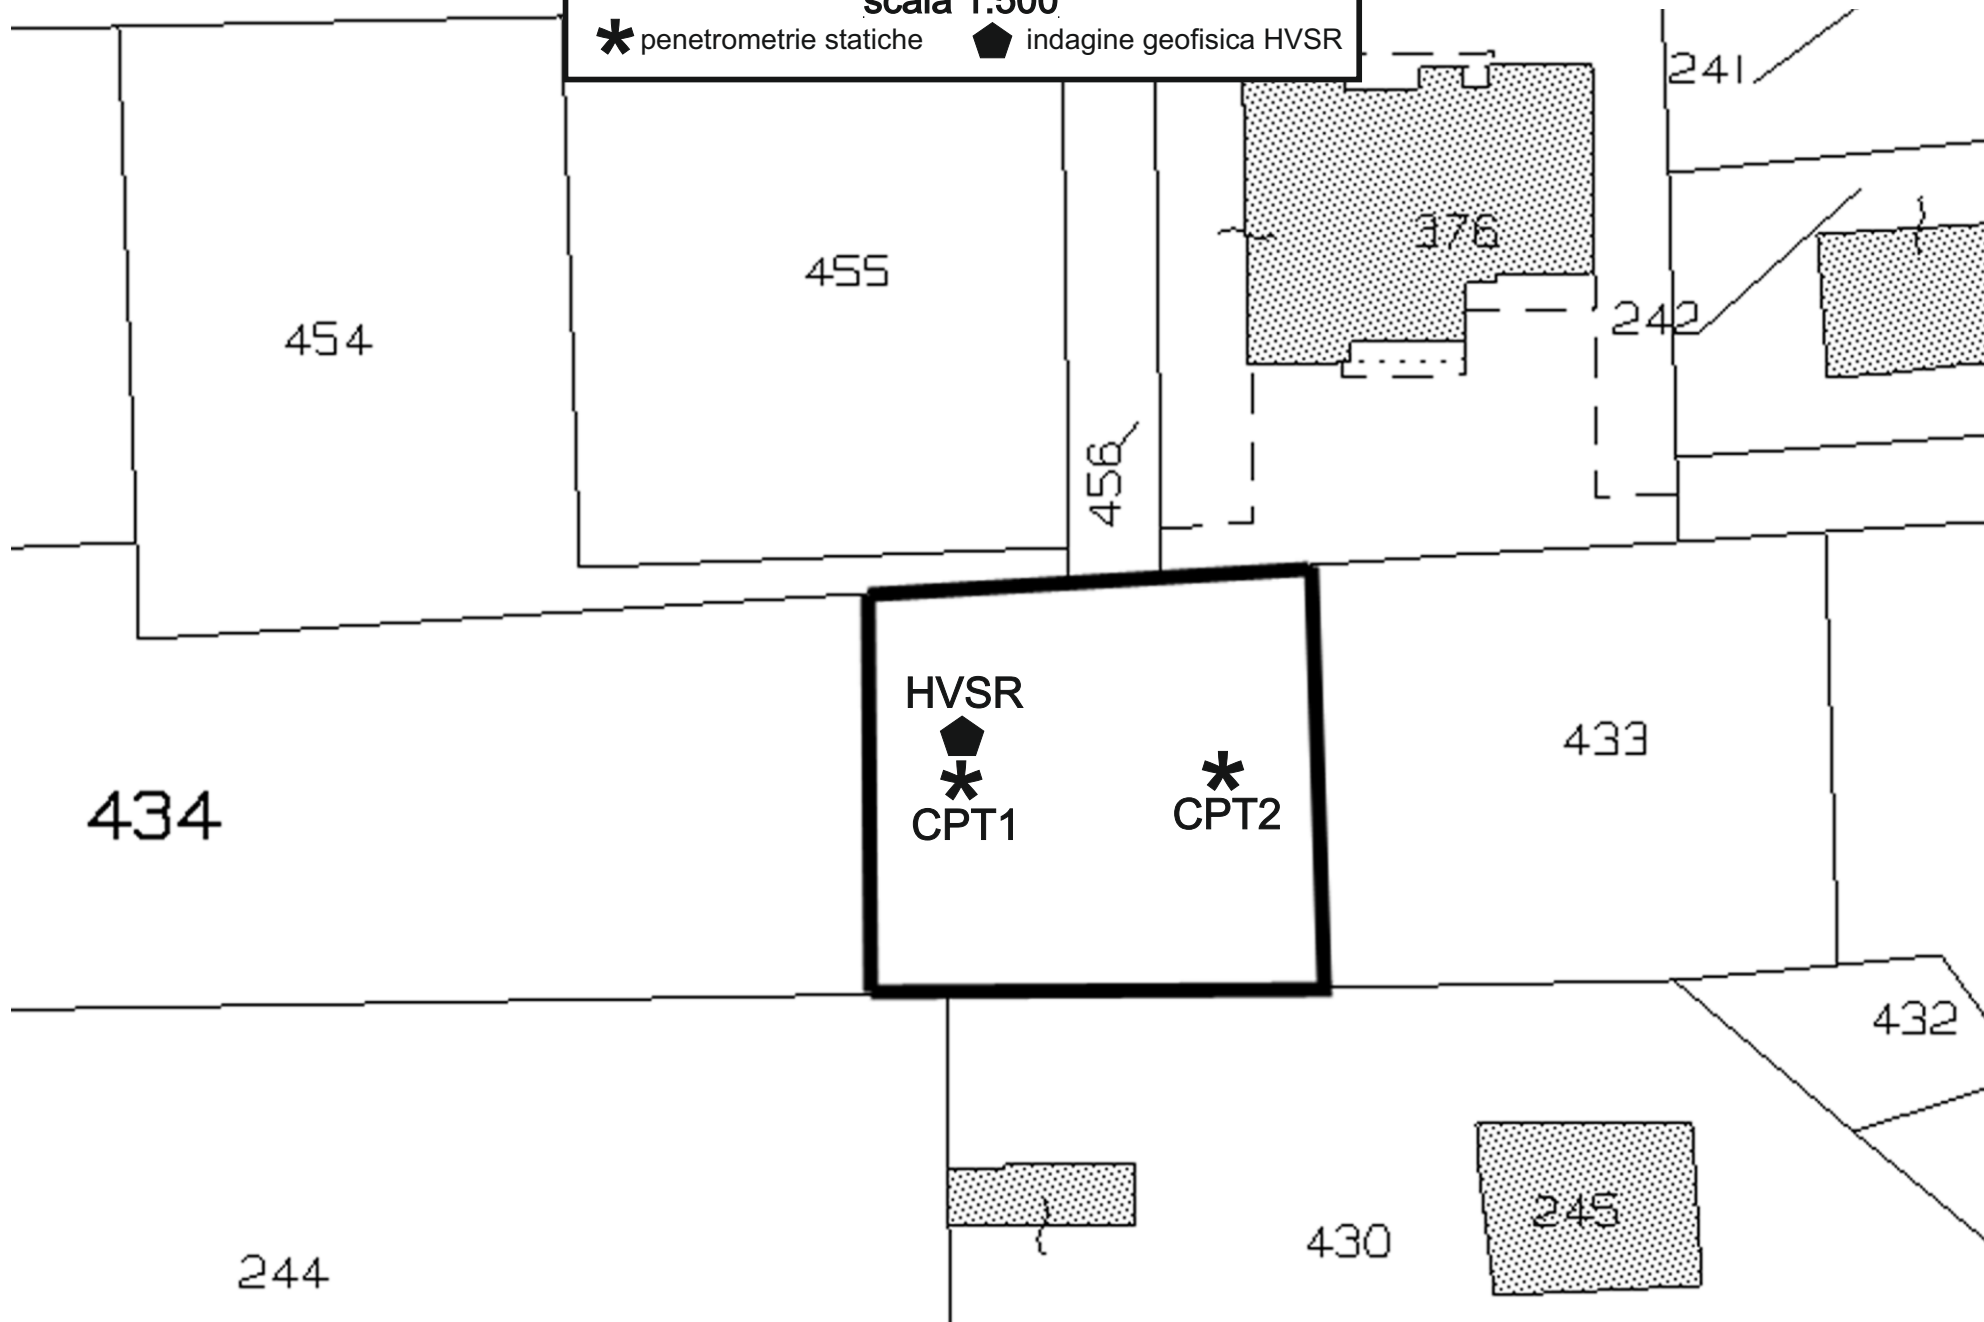 scala 1:500
penetrometrie statiche
indagine geofisica HVSR
241
376
455
242
454
456
HVSR
433
CPT1
CPT2
434
432
245
430
244